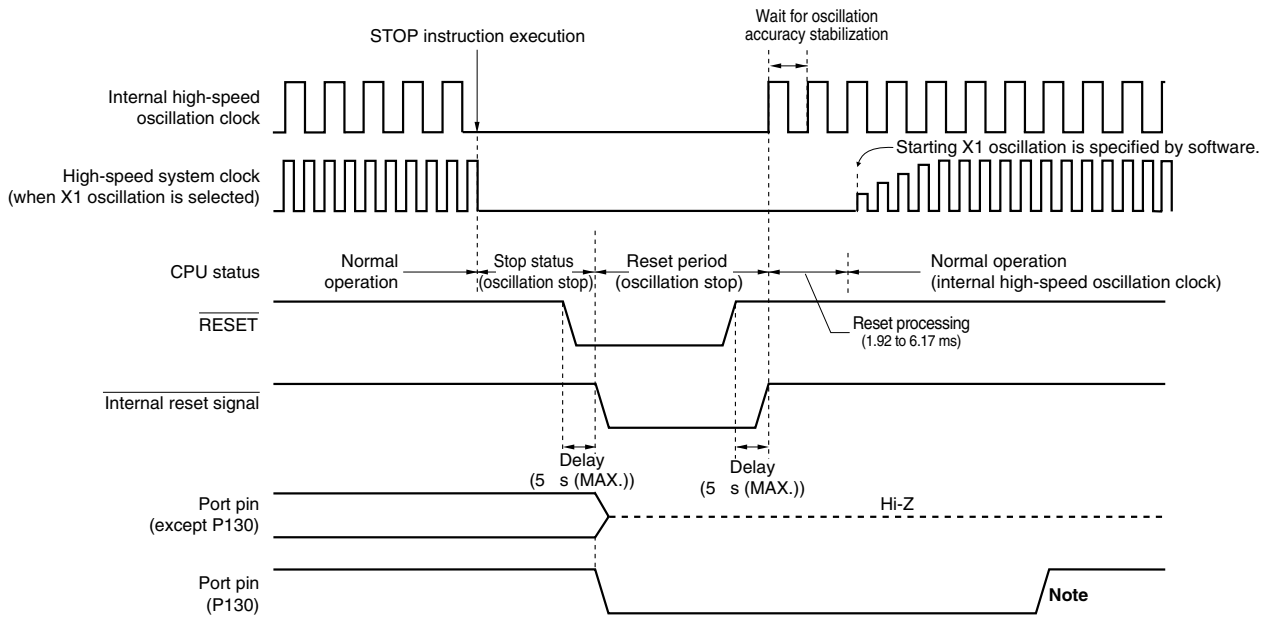 Wait for oscillation
accuracy stabilization
STOP instruction execution
Internal high-speed
oscillation clock
Starting X1 oscillation is specified by software.
High-speed system clock
(when X1 oscillation is selected)
CPU status
Normal
operation
Stop status
(oscillation stop)
Reset period
(oscillation stop)
Normal operation
(internal high-speed oscillation clock)
RESET
Reset processing
(1.92 to 6.17 ms)
Internal reset signal
Delay
(5 s (MAX.))
Delay
(5 s (MAX.))
Port pin
(except P130)
Hi-Z
Port pin
(P130)
Note